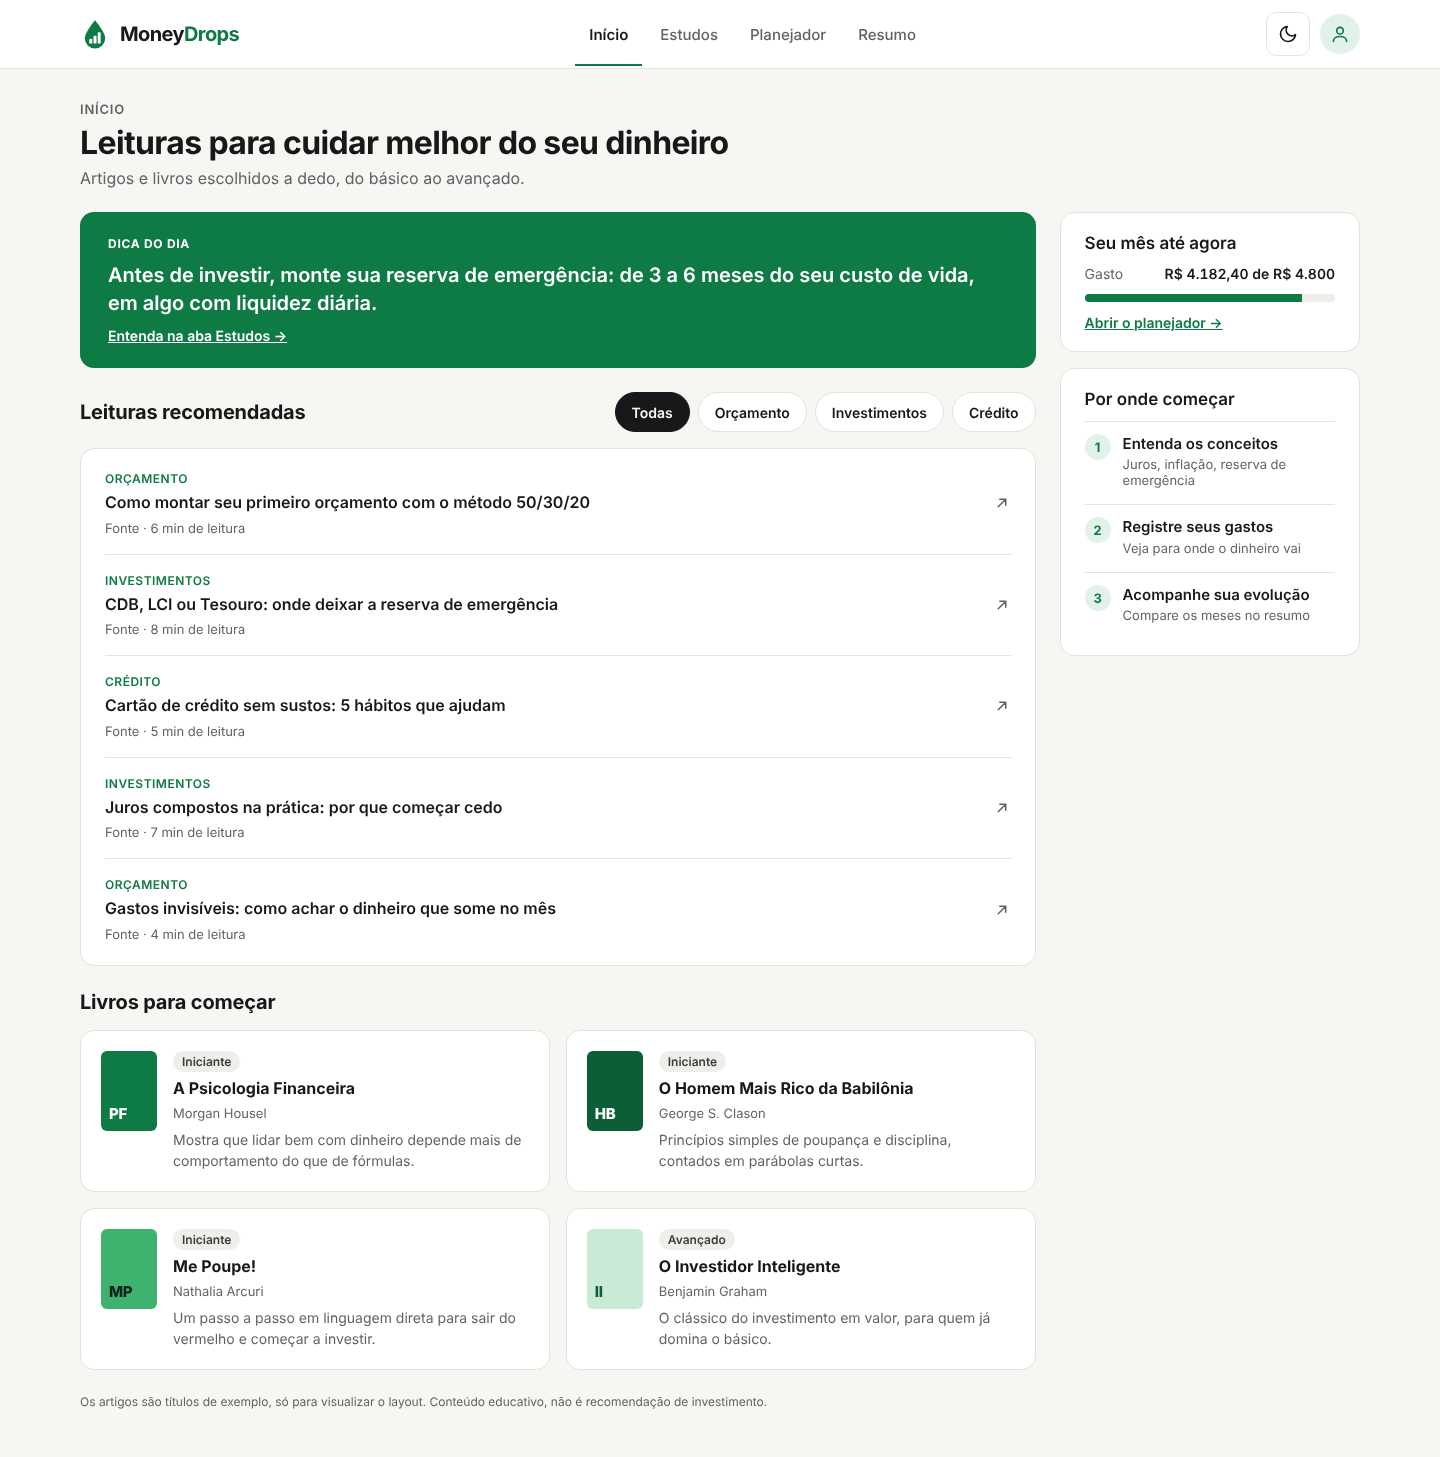 MoneyDrops
Início
Estudos
Planejador
Resumo
INÍCIO
Leituras para cuidar melhor do seu dinheiro
Artigos e livros escolhidos a dedo, do básico ao avançado.
DICA DO DIA
Antes de investir, monte sua reserva de emergência: de 3 a 6 meses do seu custo de vida,
em algo com liquidez diária.
Entenda na aba Estudos →
Leituras recomendadas
Todas
Orçamento
Investimentos
Crédito
ORÇAMENTO
Como montar seu primeiro orçamento com o método 50/30/20
Fonte · 6 min de leitura
INVESTIMENTOS
CDB, LCI ou Tesouro: onde deixar a reserva de emergência
Fonte · 8 min de leitura
CRÉDITO
Cartão de crédito sem sustos: 5 hábitos que ajudam
Fonte · 5 min de leitura
INVESTIMENTOS
Juros compostos na prática: por que começar cedo
Fonte · 7 min de leitura
ORÇAMENTO
Gastos invisíveis: como achar o dinheiro que some no mês
Fonte · 4 min de leitura
Livros para começar
PF
Iniciante
A Psicologia Financeira
Morgan Housel
Mostra que lidar bem com dinheiro depende mais de
comportamento do que de fórmulas.
HB
Iniciante
O Homem Mais Rico da Babilônia
George S. Clason
Princípios simples de poupança e disciplina,
contados em parábolas curtas.
MP
Iniciante
Me Poupe!
Nathalia Arcuri
Um passo a passo em linguagem direta para sair do
vermelho e começar a investir.
II
Avançado
O Investidor Inteligente
Benjamin Graham
O clássico do investimento em valor, para quem já
domina o básico.
Os artigos são títulos de exemplo, só para visualizar o layout. Conteúdo educativo, não é recomendação de investimento.
Seu mês até agora
Gasto
R$ 4.182,40 de R$ 4.800
Abrir o planejador →
Por onde começar
1
Entenda os conceitos
Juros, inflação, reserva de
emergência
2
Registre seus gastos
Veja para onde o dinheiro vai
3
Acompanhe sua evolução
Compare os meses no resumo